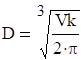 D = ∛(Vk / 2·π)